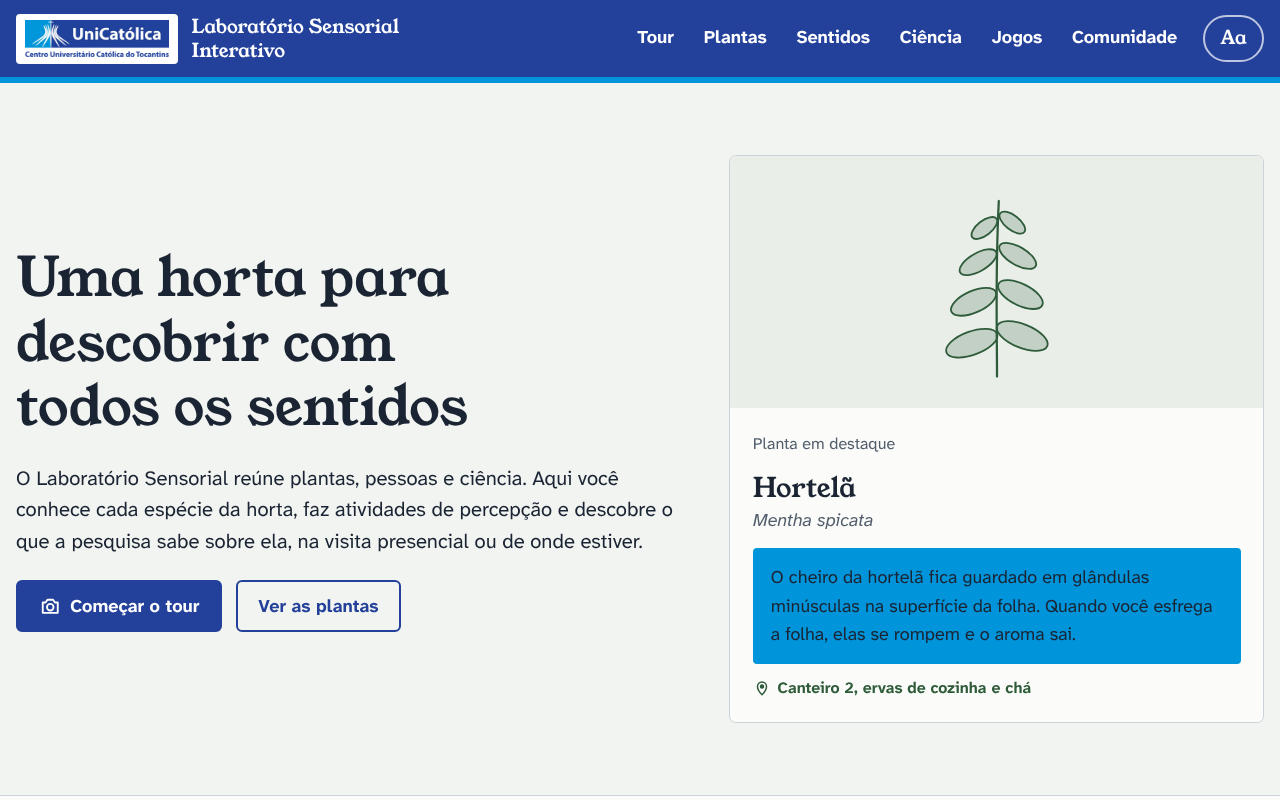 UniCatólica
Centro Universitário Católica do Tocantins
Laboratório Sensorial
Interativo
Tour
Plantas
Sentidos
Ciência
Jogos
Comunidade
Aa
Uma horta para
descobrir com
todos os sentidos
O Laboratório Sensorial reúne plantas, pessoas e ciência. Aqui você
conhece cada espécie da horta, faz atividades de percepção e descobre o
que a pesquisa sabe sobre ela, na visita presencial ou de onde estiver.
Começar o tour
Ver as plantas
Planta em destaque
Hortelã
Mentha spicata
O cheiro da hortelã fica guardado em glândulas
minúsculas na superfície da folha. Quando você esfrega
a folha, elas se rompem e o aroma sai.
Canteiro 2, ervas de cozinha e chá